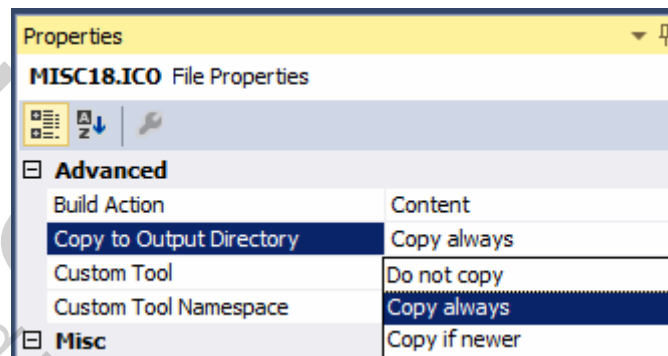 Properties
MISC18.ICO File Properties
Advanced
Build Action Content
Copy to Output Directory Copy always
Custom Tool Do not copy
Custom Tool Namespace Copy always
Misc Copy if newer